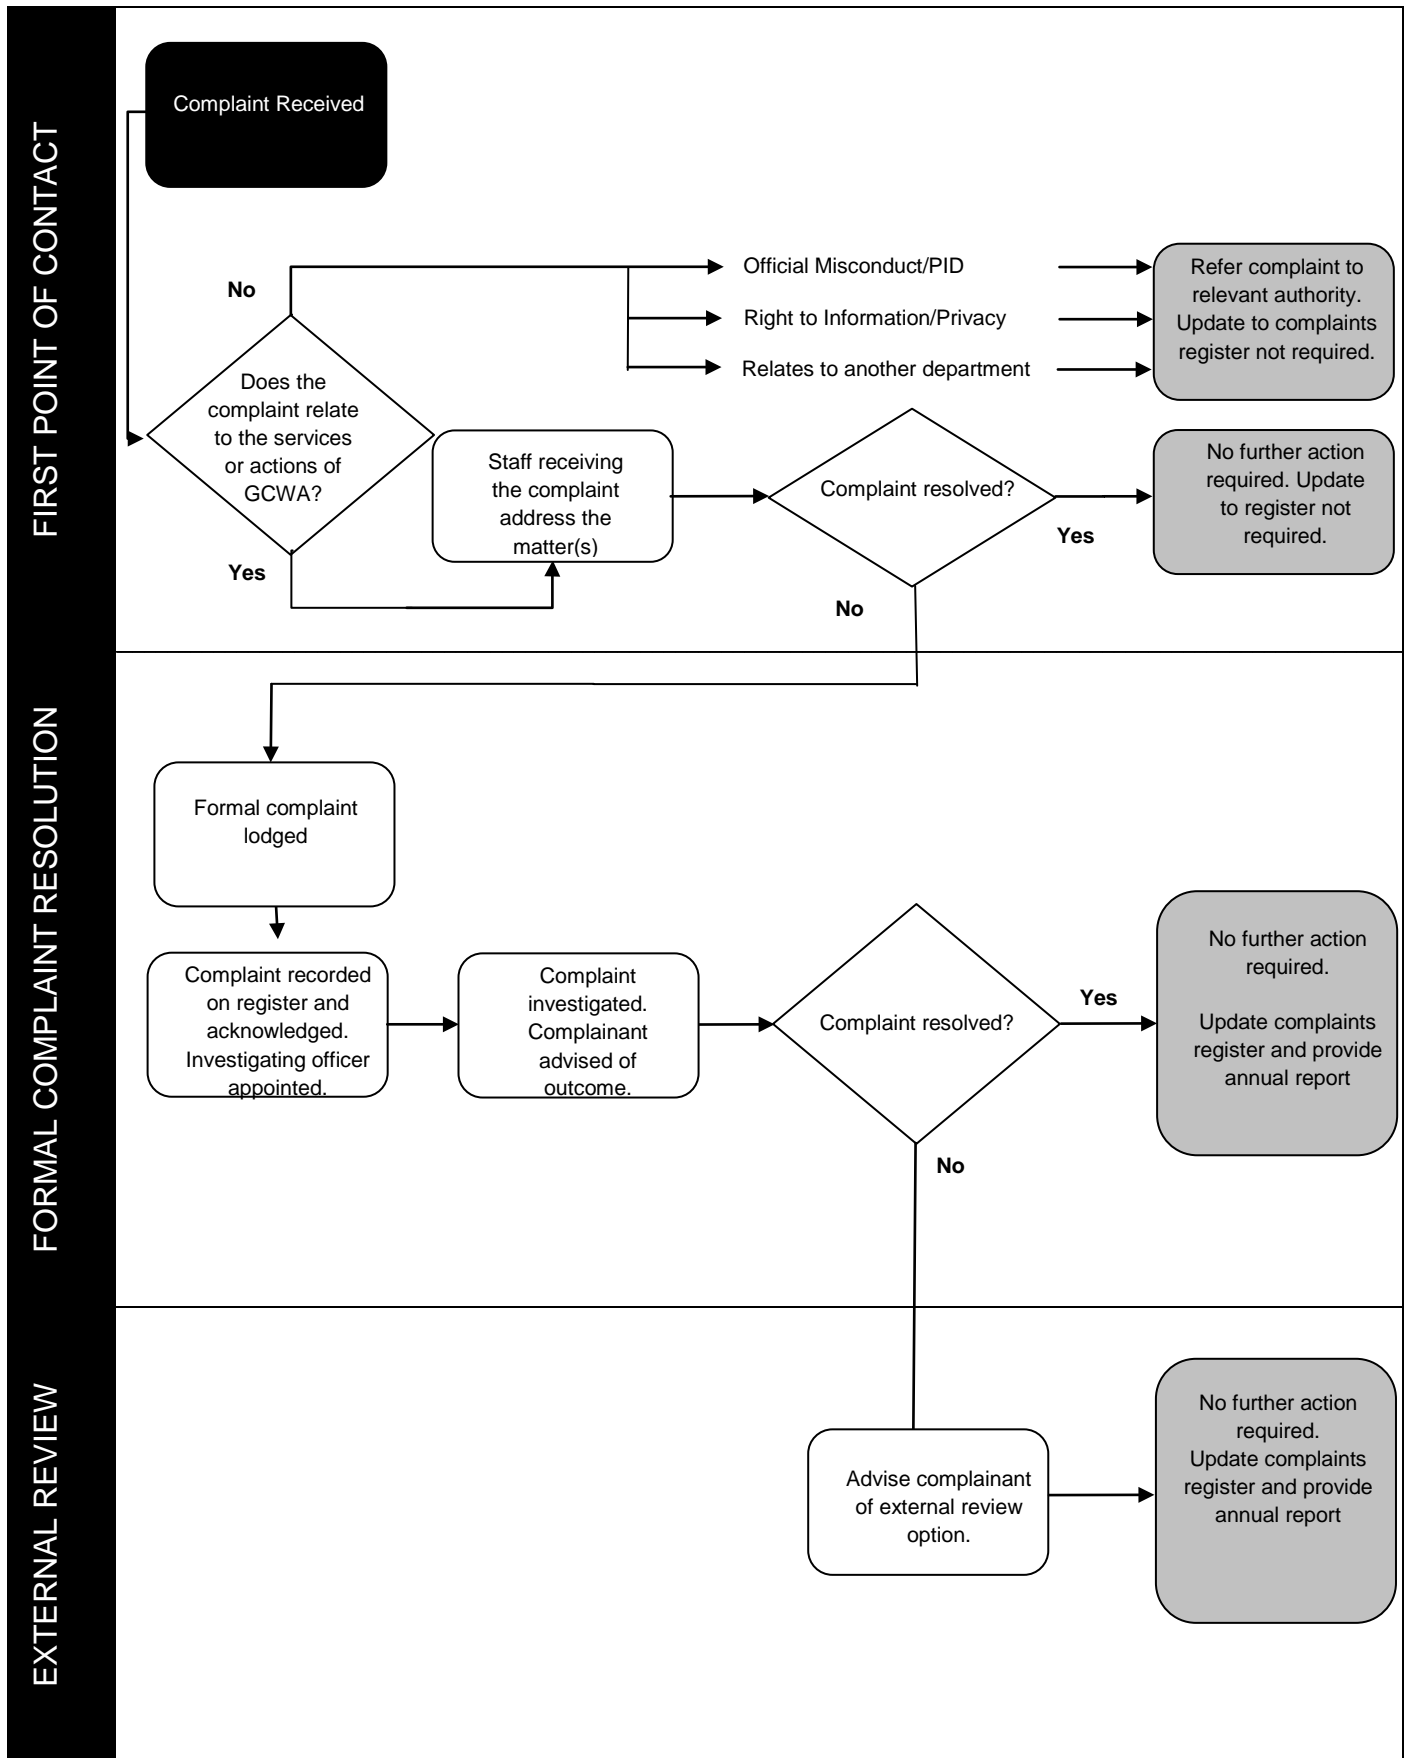 FIRST POINT OF CONTACT
Complaint Received
No
Official Misconduct/PID
Right to Information/Privacy
Relates to another department
Refer complaint to
relevant authority.
Update to complaints
register not required.
Does the
complaint relate
to the services
or actions of
GCWA?
Yes
Staff receiving
the complaint
address the
matter(s)
Complaint resolved?
Yes
No
No further action
required. Update
to register not
required.
FORMAL COMPLAINT RESOLUTION
Formal complaint
lodged
Complaint recorded
on register and
acknowledged.
Investigating officer
appointed.
Complaint
investigated.
Complainant
advised of
outcome.
Complaint resolved?
Yes
No
No further action
required.
Update complaints
register and provide
annual report
EXTERNAL REVIEW
Advise complainant
of external review
option.
No further action
required.
Update complaints
register and provide
annual report